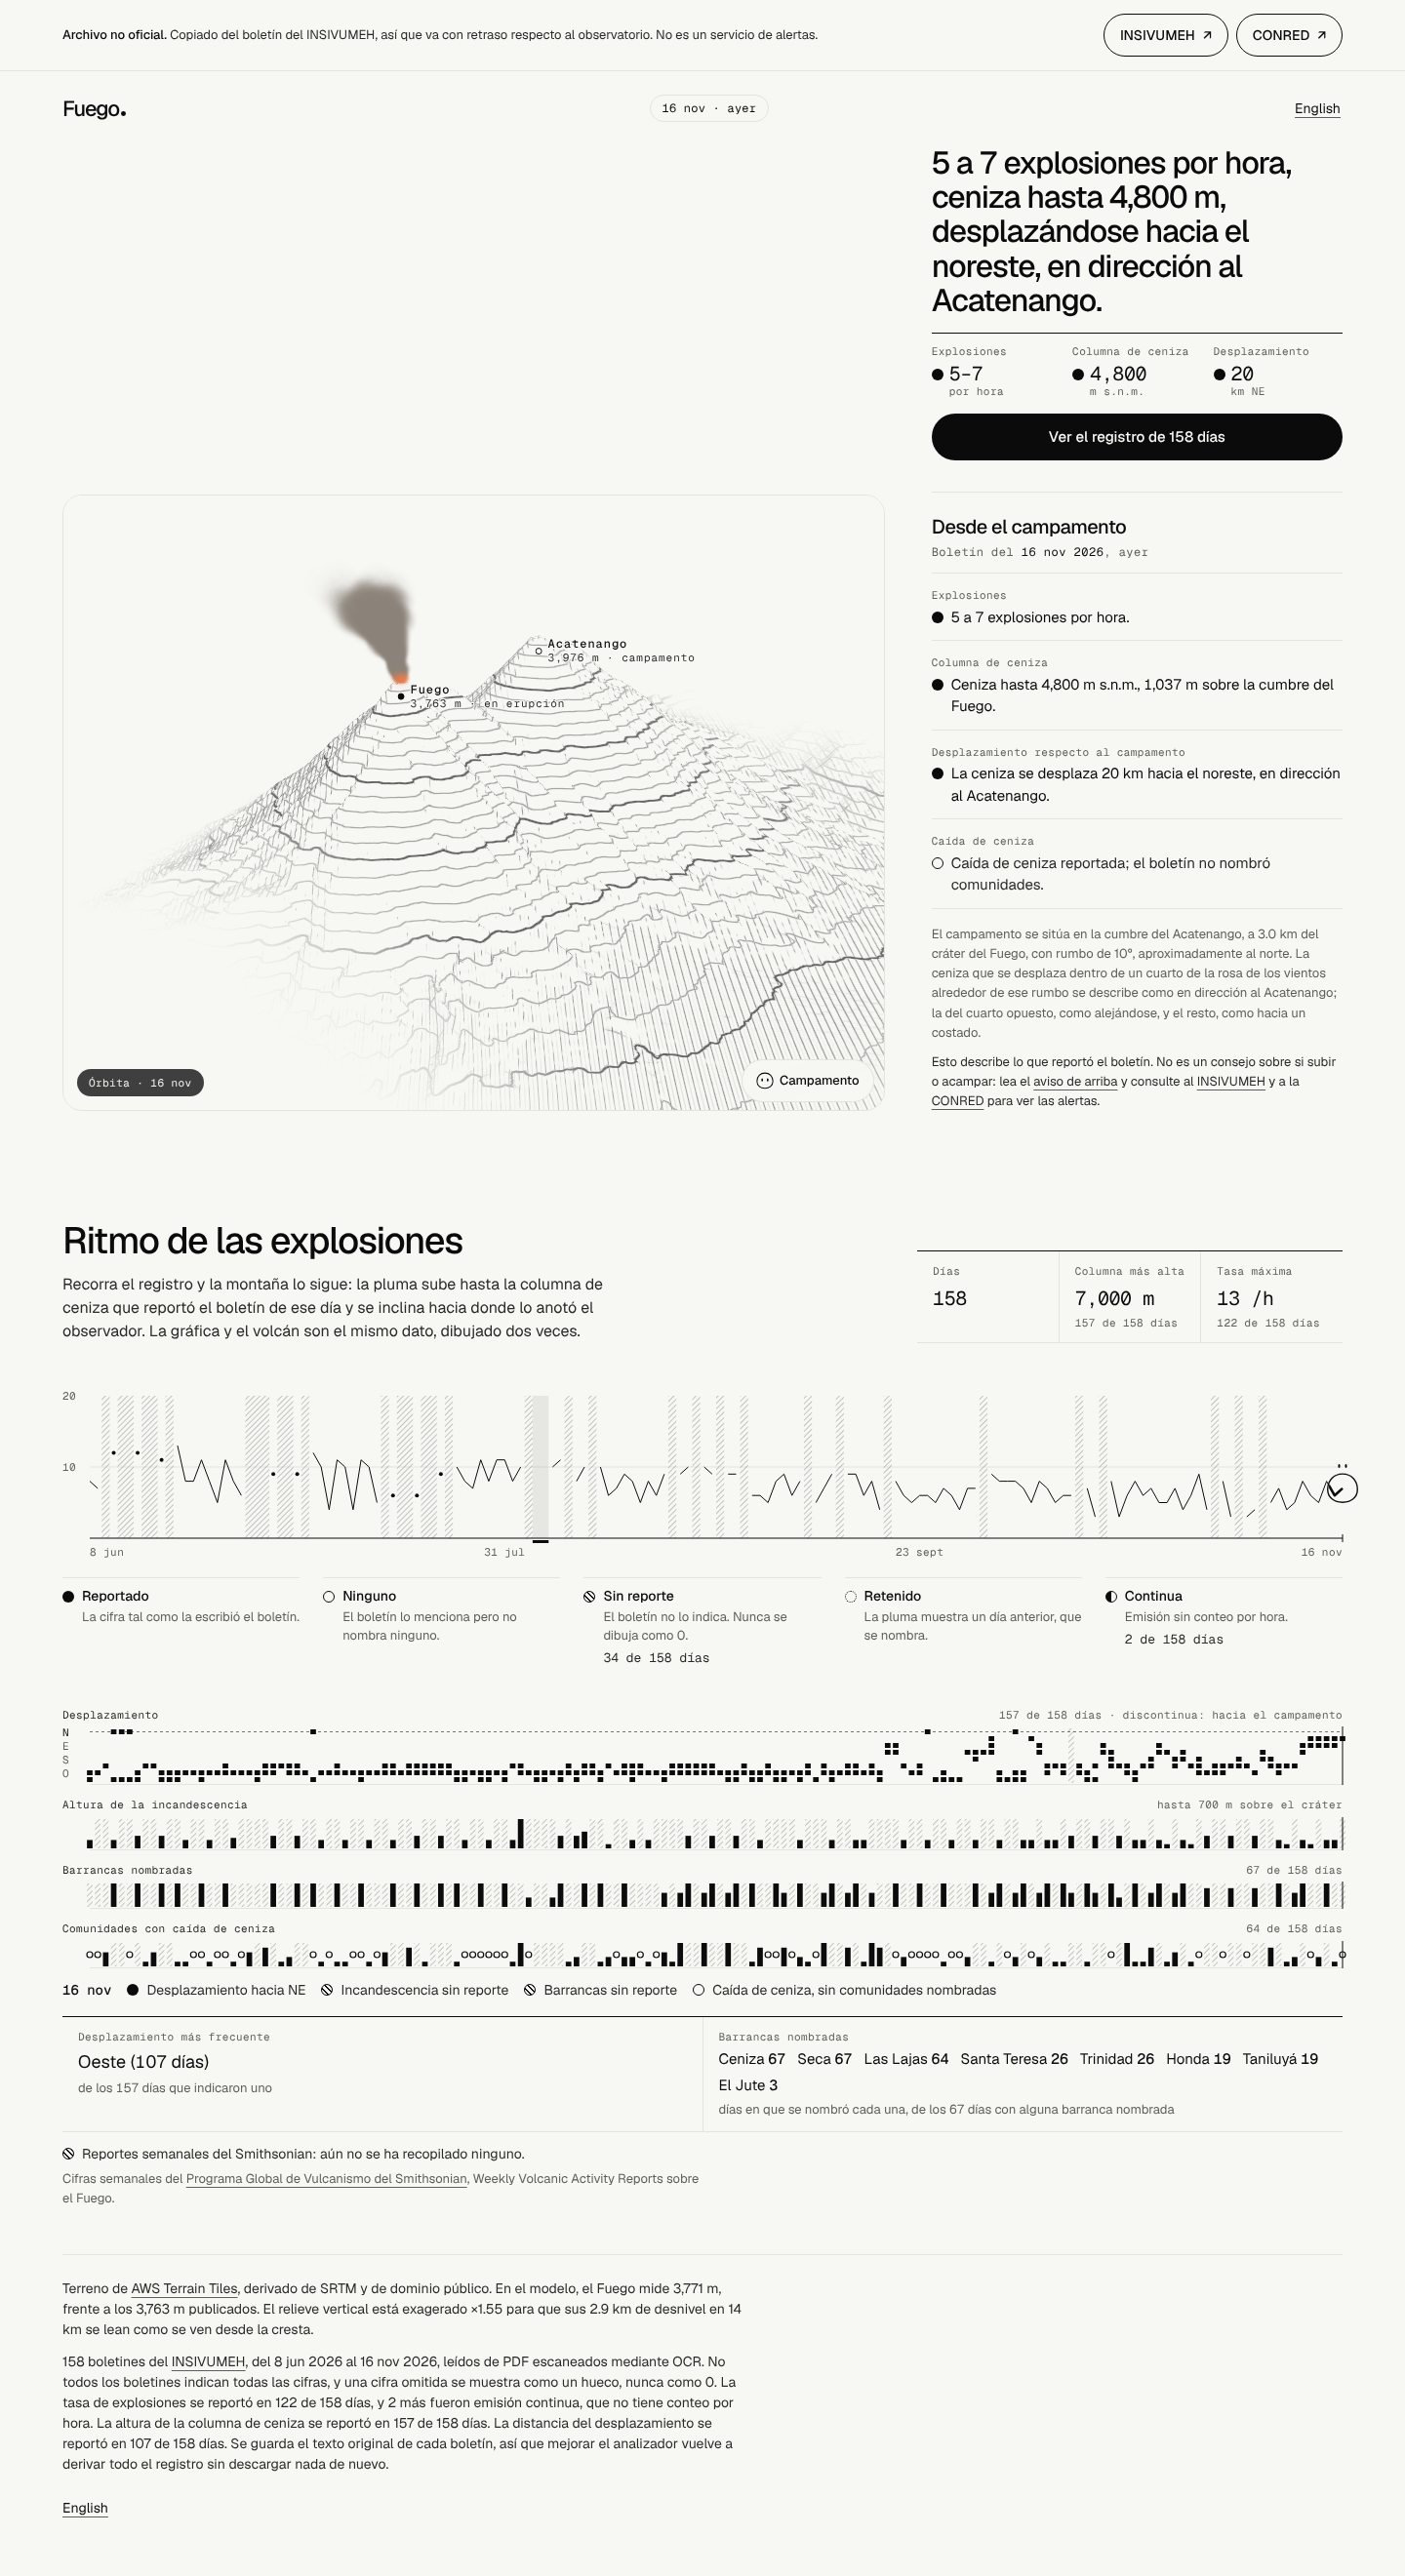 Archivo no oficial. Copiado del boletín del INSIVUMEH, así que va con retraso respecto al observatorio. No es un servicio de alertas.
INSIVUMEH ↗
CONRED ↗
Fuego.
16 nov · ayer
English
5 a 7 explosiones por hora,
ceniza hasta 4,800 m,
desplazándose hacia el
noreste, en dirección al
Acatenango.
Explosiones
Columna de ceniza
Desplazamiento
5–7
4,800
20
por hora
m s.n.m.
km NE
Ver el registro de 158 días
Desde el campamento
Boletín del 16 nov 2026, ayer
Explosiones
5 a 7 explosiones por hora.
Columna de ceniza
Ceniza hasta 4,800 m s.n.m., 1,037 m sobre la cumbre del
Fuego.
Desplazamiento respecto al campamento
La ceniza se desplaza 20 km hacia el noreste, en dirección
al Acatenango.
Caída de ceniza
Caída de ceniza reportada; el boletín no nombró
comunidades.
El campamento se sitúa en la cumbre del Acatenango, a 3.0 km del
cráter del Fuego, con rumbo de 10°, aproximadamente al norte. La
ceniza que se desplaza dentro de un cuarto de la rosa de los vientos
alrededor de ese rumbo se describe como en dirección al Acatenango;
la del cuarto opuesto, como alejándose, y el resto, como hacia un
costado.
Esto describe lo que reportó el boletín. No es un consejo sobre si subir
o acampar: lea el aviso de arriba y consulte al INSIVUMEH y a la
CONRED para ver las alertas.
Acatenango
3,976 m · campamento
Fuego
3,763 m · en erupción
Órbita · 16 nov
Campamento
Ritmo de las explosiones
Recorra el registro y la montaña lo sigue: la pluma sube hasta la columna de
ceniza que reportó el boletín de ese día y se inclina hacia donde lo anotó el
observador. La gráfica y el volcán son el mismo dato, dibujado dos veces.
Días
Columna más alta
Tasa máxima
158
7,000 m
13 /h
157 de 158 días
122 de 158 días
20
10
8 jun
31 jul
23 sept
16 nov
Reportado
La cifra tal como la escribió el boletín.
Ninguno
El boletín lo menciona pero no
nombra ninguno.
Sin reporte
El boletín no lo indica. Nunca se
dibuja como 0.
34 de 158 días
Retenido
La pluma muestra un día anterior, que
se nombra.
Continua
Emisión sin conteo por hora.
2 de 158 días
Desplazamiento
157 de 158 días · discontinua: hacia el campamento
N
E
S
O
Altura de la incandescencia
hasta 700 m sobre el cráter
Barrancas nombradas
67 de 158 días
Comunidades con caída de ceniza
64 de 158 días
16 nov
Desplazamiento hacia NE
Incandescencia sin reporte
Barrancas sin reporte
Caída de ceniza, sin comunidades nombradas
Desplazamiento más frecuente
Oeste (107 días)
de los 157 días que indicaron uno
Barrancas nombradas
Ceniza 67 Seca 67 Las Lajas 64 Santa Teresa 26 Trinidad 26 Honda 19 Taniluyá 19
El Jute 3
días en que se nombró cada una, de los 67 días con alguna barranca nombrada
Reportes semanales del Smithsonian: aún no se ha recopilado ninguno.
Cifras semanales del Programa Global de Vulcanismo del Smithsonian, Weekly Volcanic Activity Reports sobre
el Fuego.
Terreno de AWS Terrain Tiles, derivado de SRTM y de dominio público. En el modelo, el Fuego mide 3,771 m,
frente a los 3,763 m publicados. El relieve vertical está exagerado ×1.55 para que sus 2.9 km de desnivel en 14
km se lean como se ven desde la cresta.
158 boletines del INSIVUMEH, del 8 jun 2026 al 16 nov 2026, leídos de PDF escaneados mediante OCR. No
todos los boletines indican todas las cifras, y una cifra omitida se muestra como un hueco, nunca como 0. La
tasa de explosiones se reportó en 122 de 158 días, y 2 más fueron emisión continua, que no tiene conteo por
hora. La altura de la columna de ceniza se reportó en 157 de 158 días. La distancia del desplazamiento se
reportó en 107 de 158 días. Se guarda el texto original de cada boletín, así que mejorar el analizador vuelve a
derivar todo el registro sin descargar nada de nuevo.
English